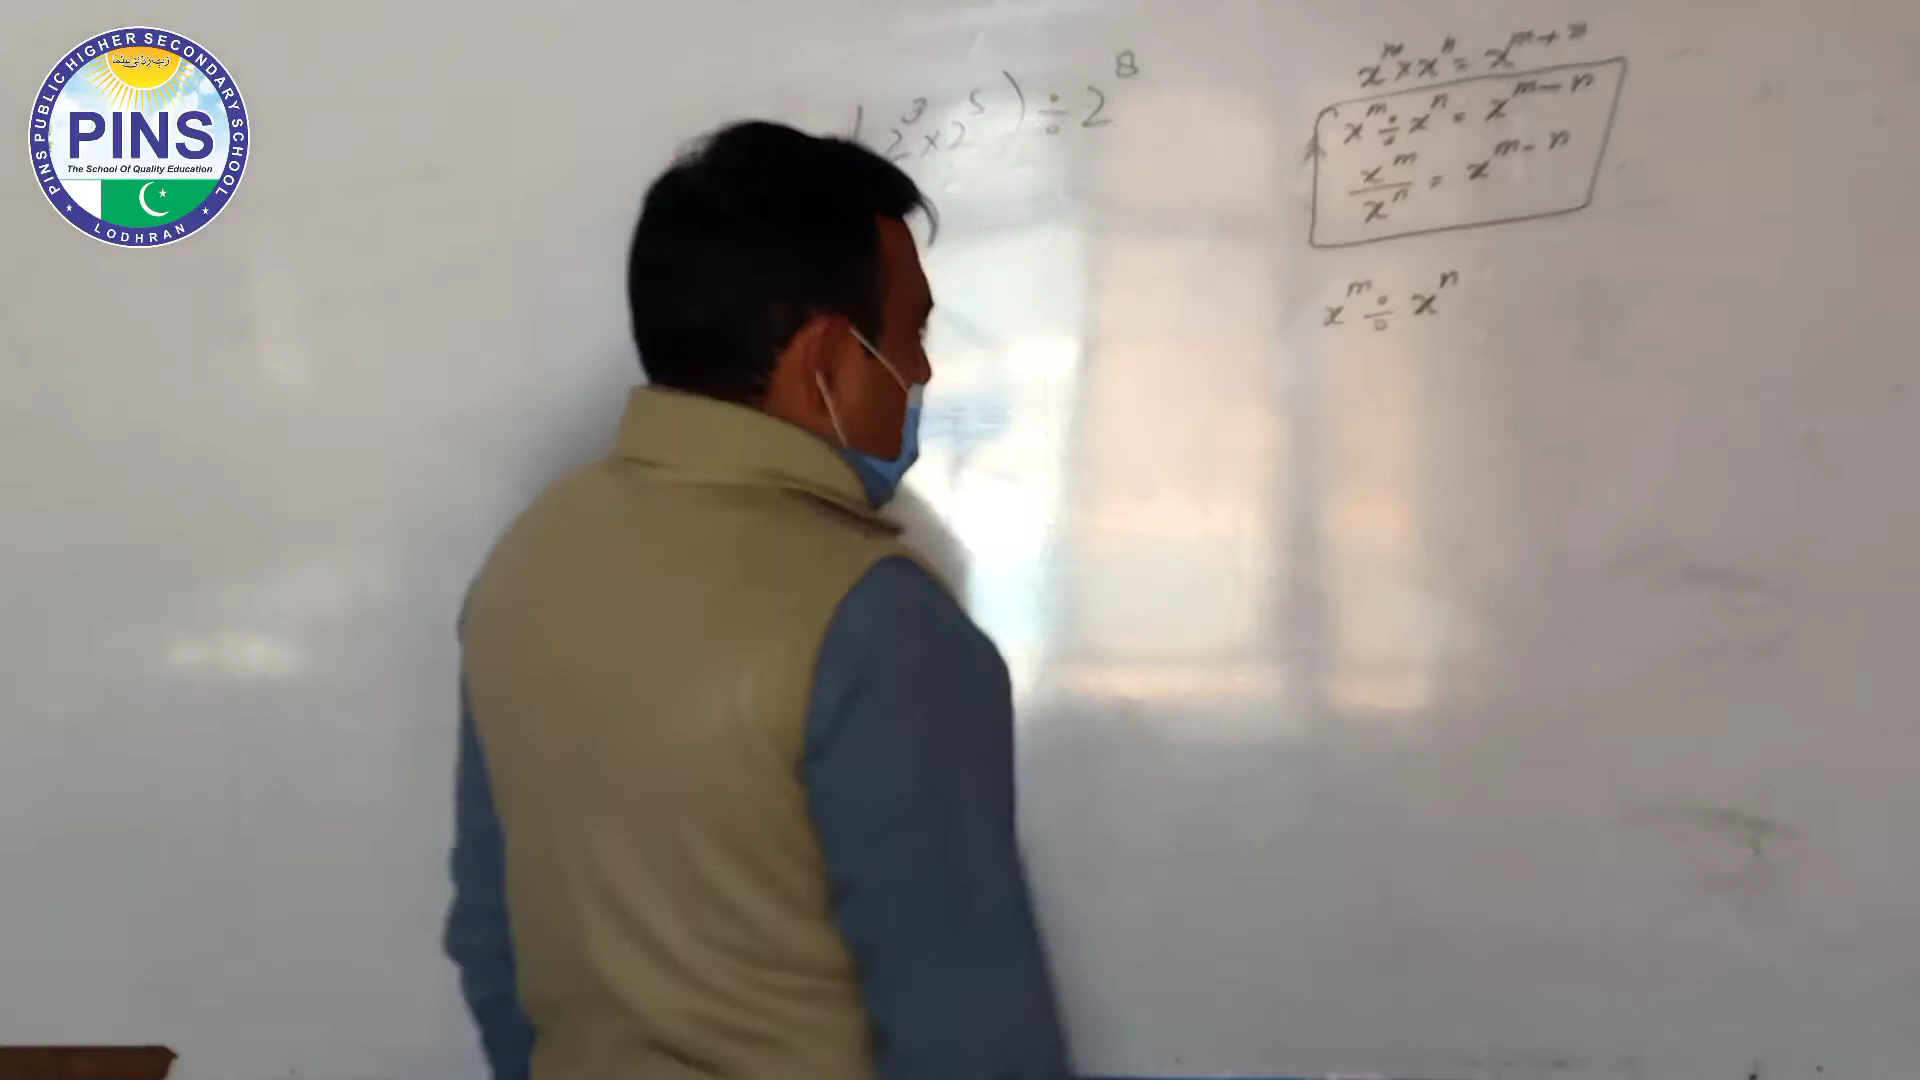 PINS PUBLIC HIGHER SECONDARY SCHOOL
PINS
The School Of Quality Education
LODHRAN
(2³ × 2⁵) ÷ 2⁸
xᵐ × xⁿ = xᵐ⁺ⁿ
xᵐ ÷ xⁿ = xᵐ⁻ⁿ
xᵐ/xⁿ = xᵐ⁻ⁿ
xᵐ ÷ xⁿ